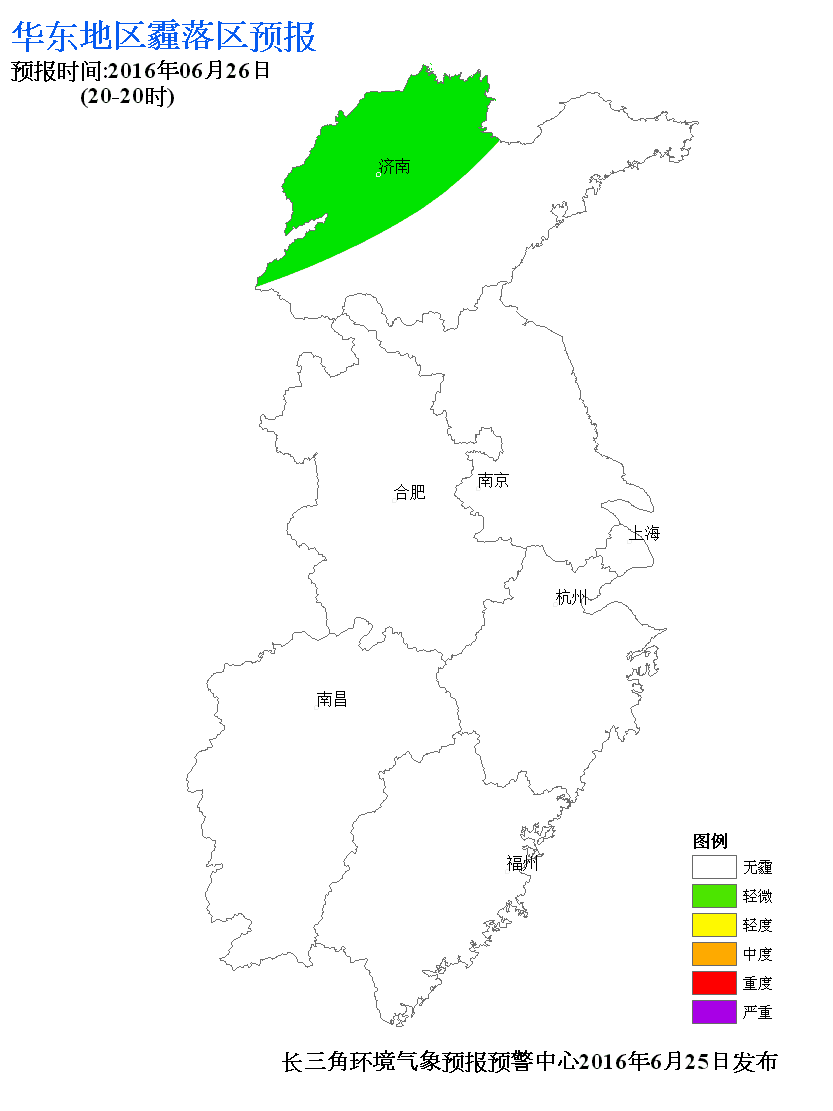 华东地区霾落区预报
预报时间:2016年06月26日
(20-20时)
济南
南京
合肥
上海
杭州
南昌
福州
图例
无霾
轻微
轻度
中度
重度
严重
长三角环境气象预报预警中心2016年6月25日发布